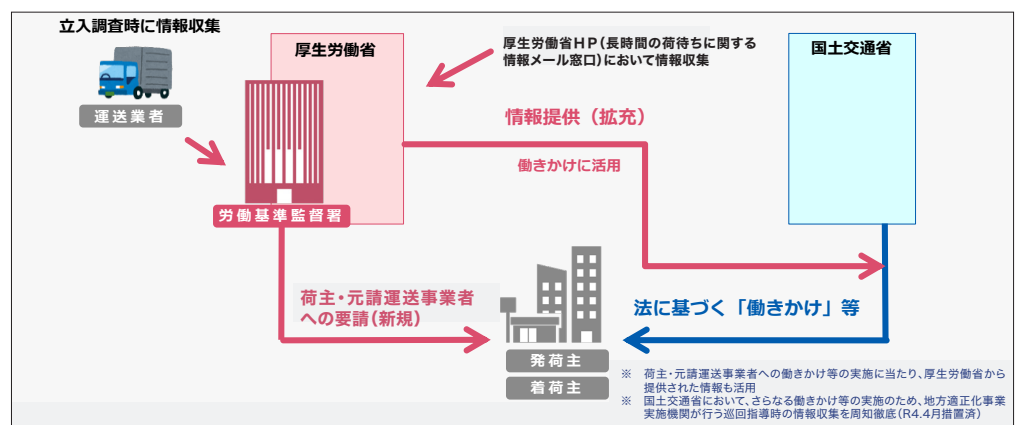 立入調査時に情報収集
運送業者
厚生労働省
厚生労働省HP(長時間の荷待ちに関する
情報メール窓口)において情報収集
国土交通省
情報提供（拡充）
働きかけに活用
労働基準監督署
荷主・元請運送事業者
への要請(新規)
法に基づく「働きかけ」等
発荷主
着荷主
※ 荷主・元請運送事業者への働きかけ等の実施に当たり、厚生労働省から
提供された情報も活用
※ 国土交通省において、さらなる働きかけ等の実施のため、地方適正化事業
実施機関が行う巡回指導時の情報収集を周知徹底(R4.4月措置済)